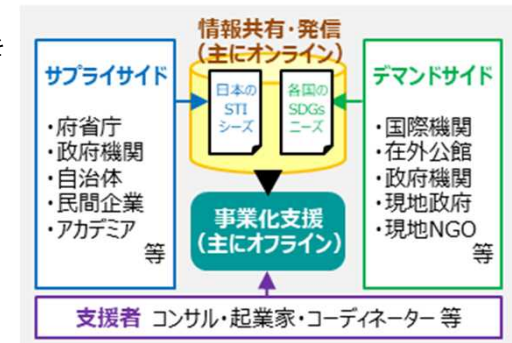 を
情報共有・発信
（主にオンライン）
サプライサイド
・府省庁
・政府機関
・自治体
・民間企業
・アカデミア
等
日本の
STI
シーズ
各国の
SDGs
ニーズ
デマンドサイド
・国際機関
・在外公館
・政府機関
・現地政府
・現地NGO
等
事業化支援
（主にオフライン）
支援者 コンサル・起業家・コーディネーター 等